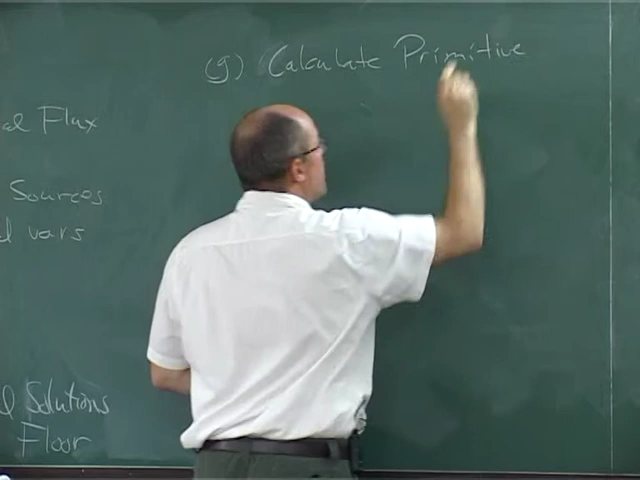 (g) Calculate Primitive
al Flux
Sources
d vars
Solutions
Floor